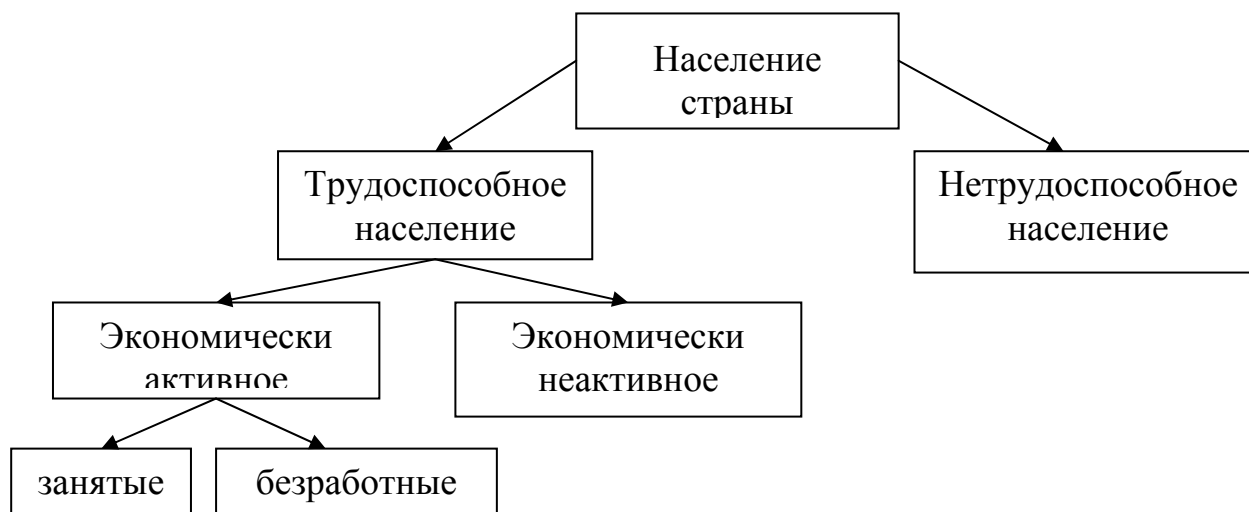 Население
страны
Трудоспособное
население
Нетрудоспособное
население
Экономически
активное
Экономически
неактивное
занятые
безработные